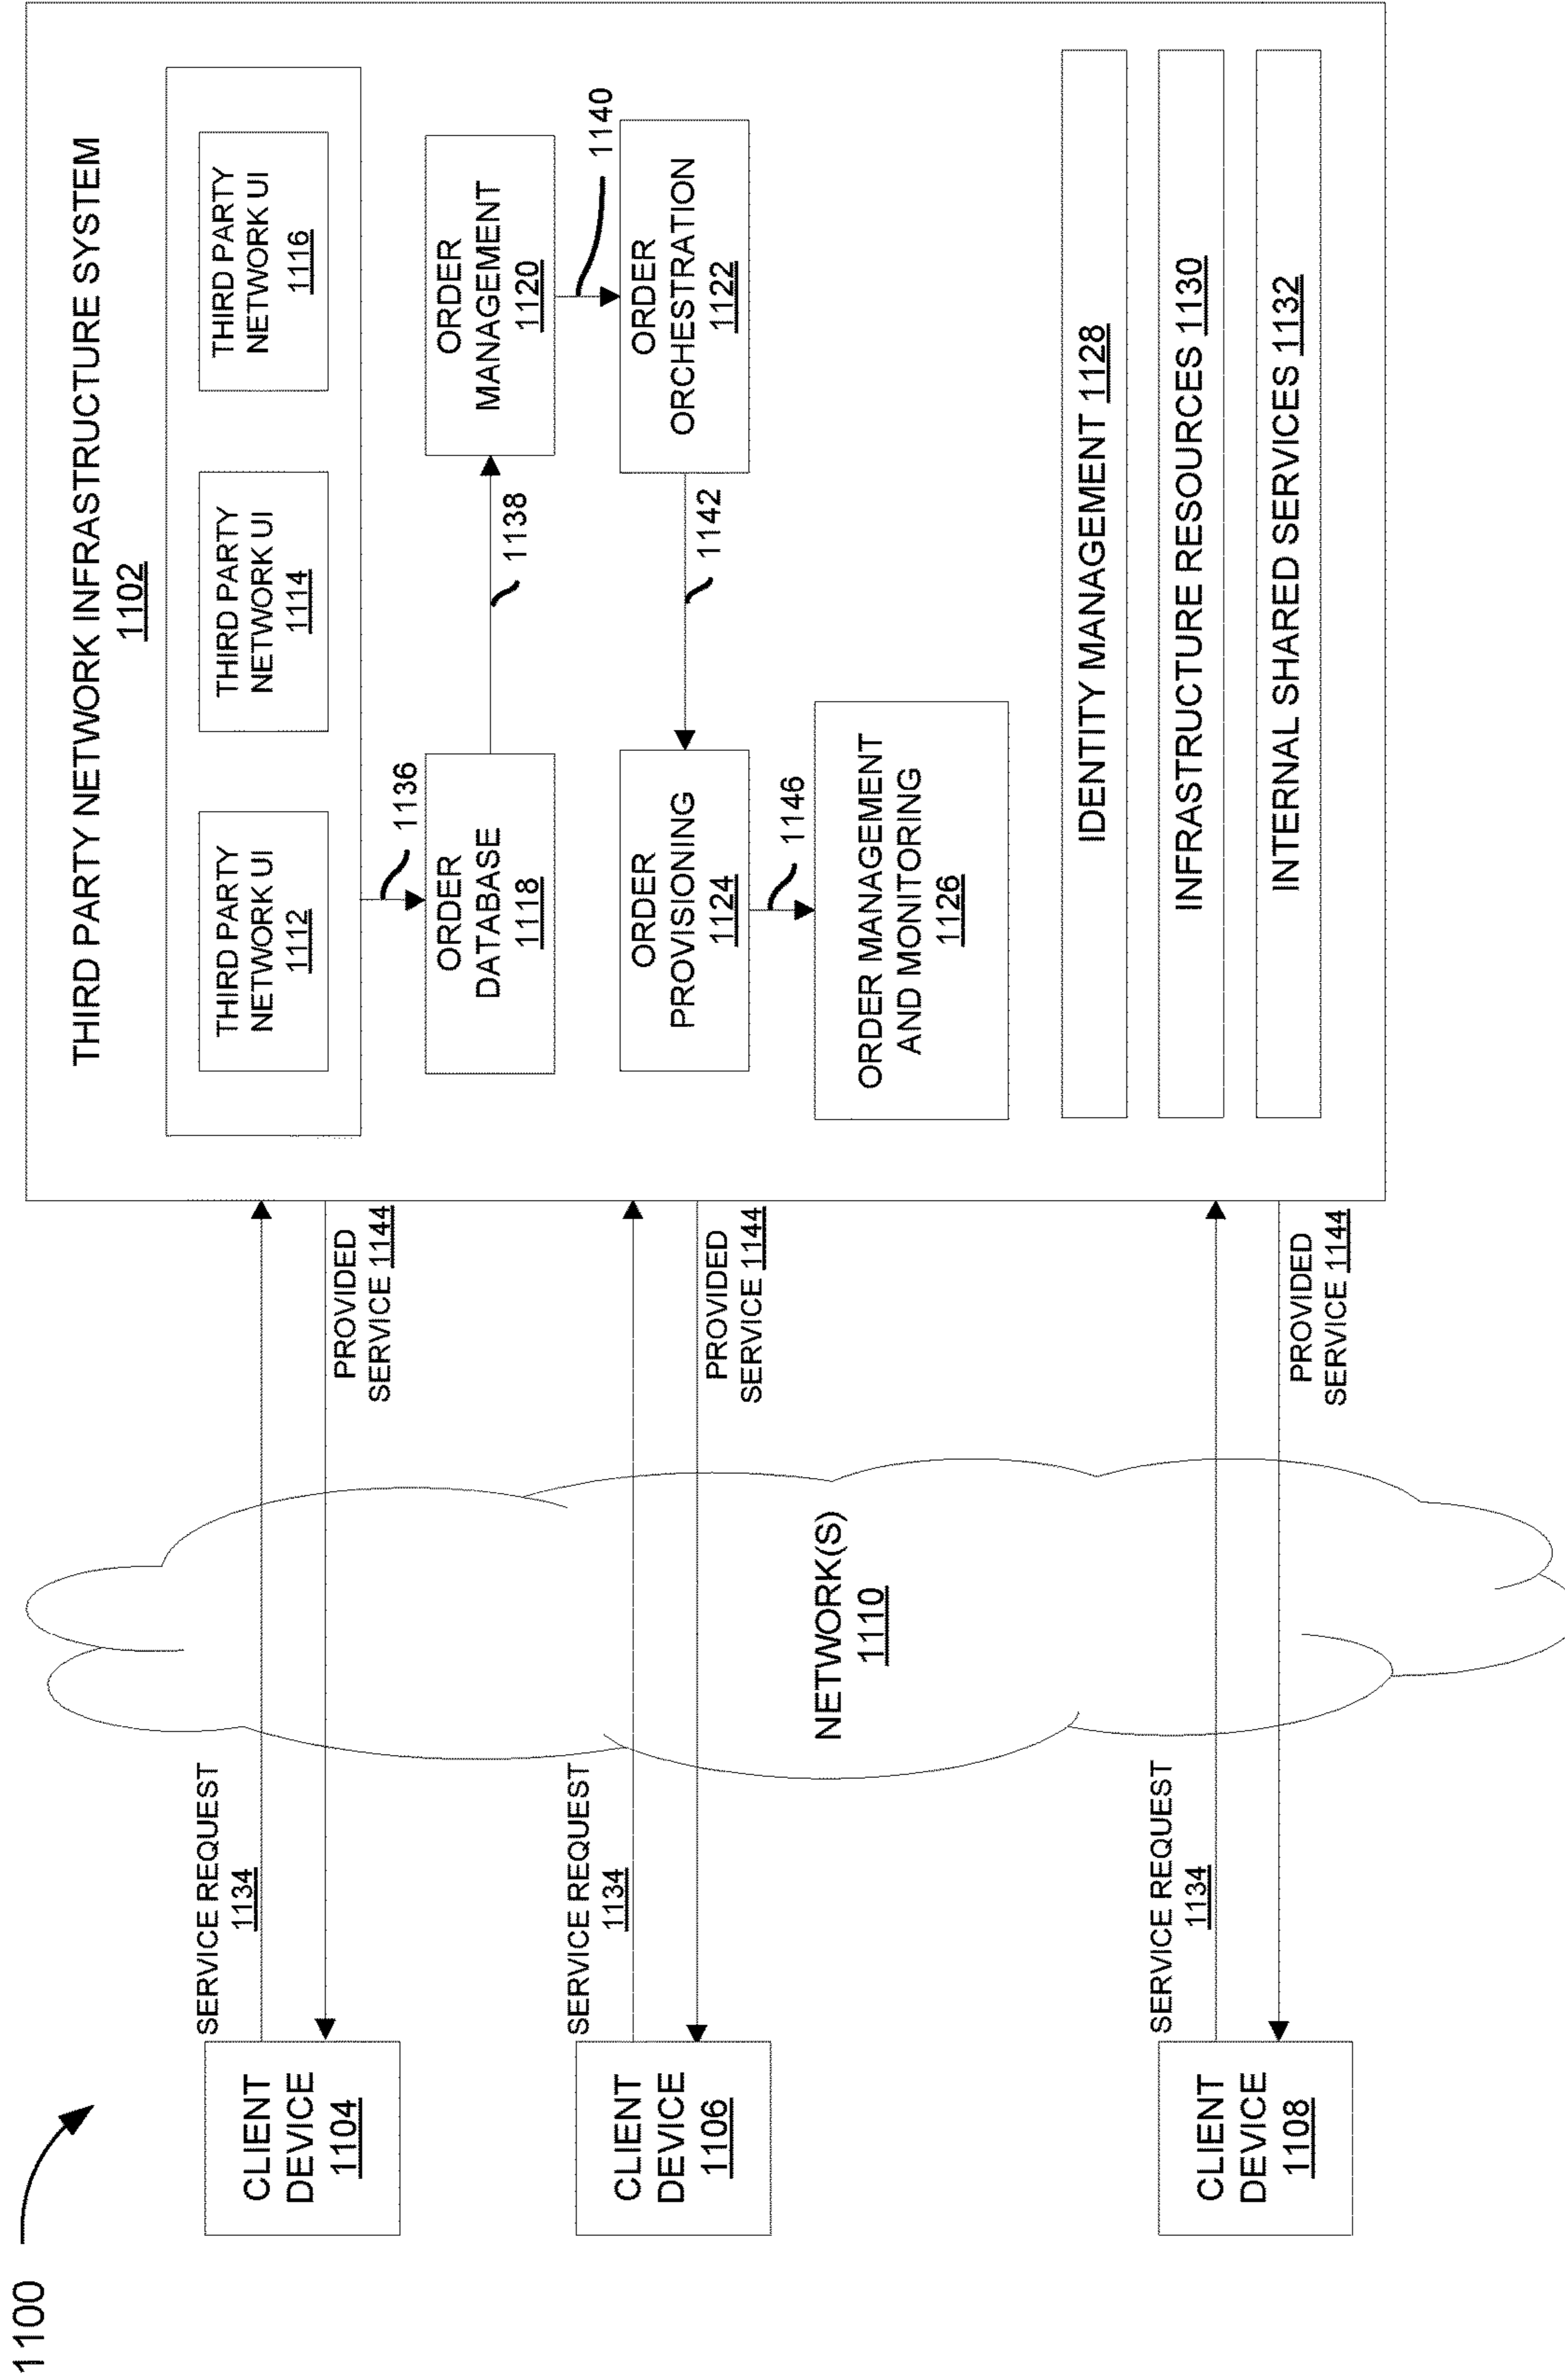 1100
CLIENT
DEVICE
1104
CLIENT
DEVICE
1106
CLIENT
DEVICE
1108
SERVICE REQUEST
1134
SERVICE REQUEST
1134
SERVICE REQUEST
1134
NETWORK(S)
1110
PROVIDED
SERVICE 1144
PROVIDED
SERVICE 1144
PROVIDED
SERVICE 1144
THIRD PARTY NETWORK INFRASTRUCTURE SYSTEM
1102
THIRD PARTY
NETWORK UI
1112
THIRD PARTY
NETWORK UI
1114
THIRD PARTY
NETWORK UI
1116
1136
ORDER
DATABASE
1118
1138
ORDER
MANAGEMENT
1120
1140
ORDER
ORCHESTRATION
1122
1142
ORDER
PROVISIONING
1124
1146
ORDER MANAGEMENT
AND MONITORING
1126
IDENTITY MANAGEMENT 1128
INFRASTRUCTURE RESOURCES 1130
INTERNAL SHARED SERVICES 1132